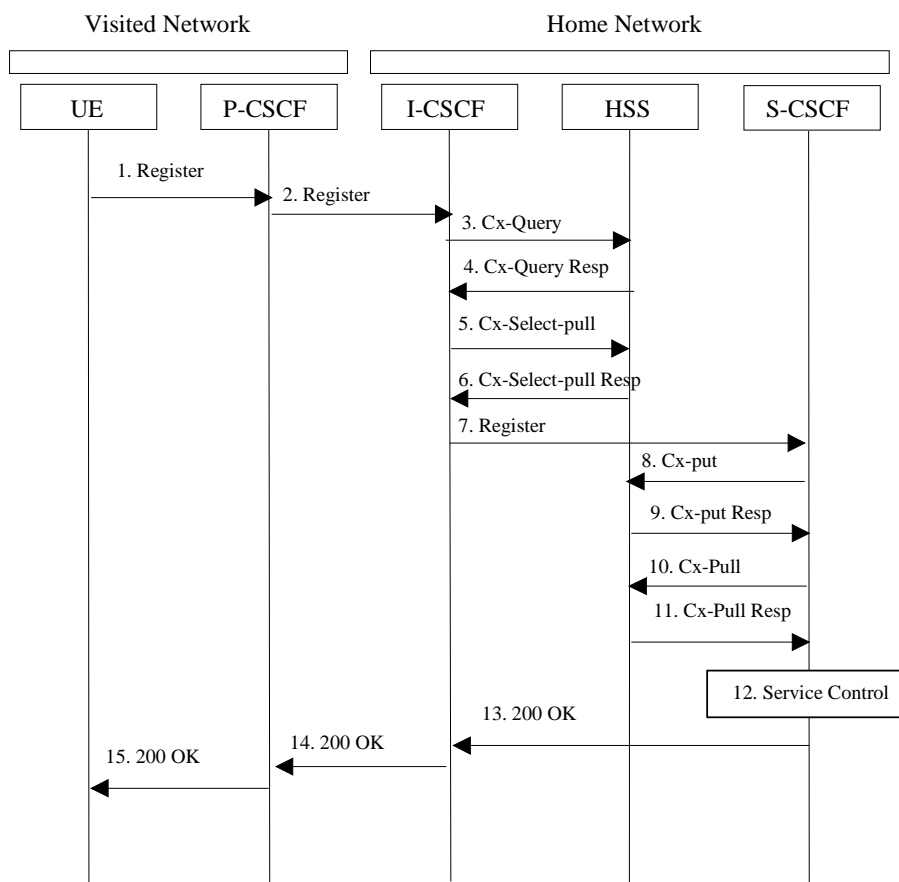 Visited Network
Home Network
UE
P-CSCF
I-CSCF
HSS
S-CSCF
1. Register
2. Register
3. Cx-Query
4. Cx-Query Resp
5. Cx-Select-pull
6. Cx-Select-pull Resp
7. Register
8. Cx-put
9. Cx-put Resp
10. Cx-Pull
11. Cx-Pull Resp
12. Service Control
13. 200 OK
14. 200 OK
15. 200 OK